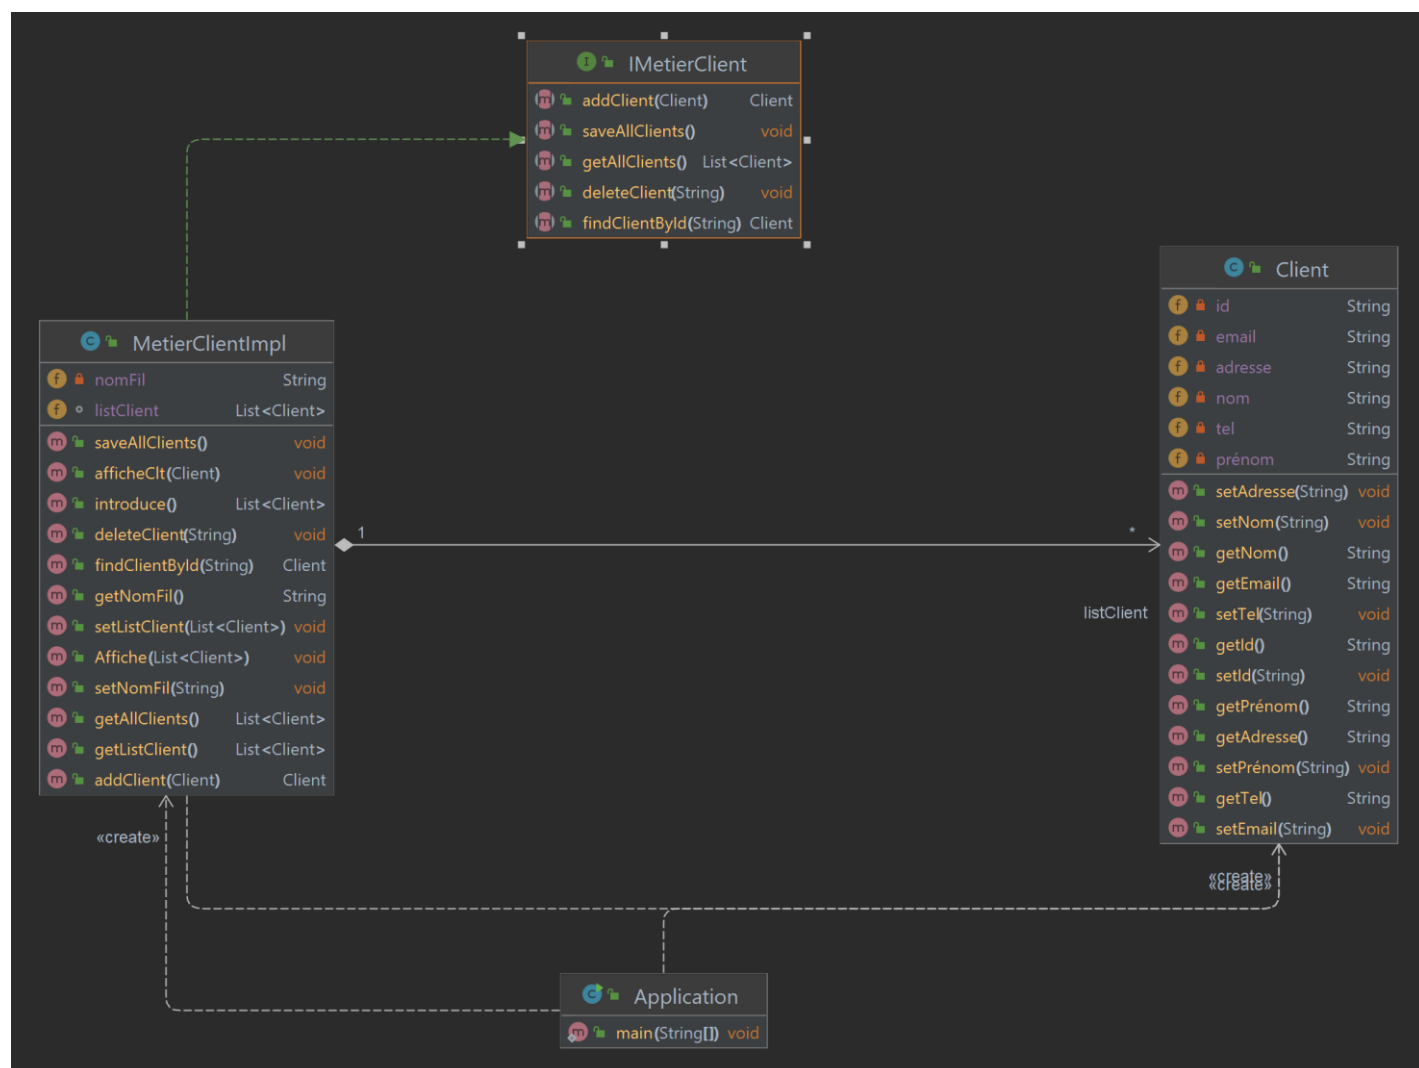 IMetierClient
addClient(Client) Client
saveAllClients() void
getAllClients() List<Client>
deleteClient(String) void
findClientById(String) Client
MetierClientImpl
nomFil String
listClient List<Client>
saveAllClients() void
afficheClt(Client) void
introduce() List<Client>
deleteClient(String) void
findClientById(String) Client
getNomFil() String
setListClient(List<Client>) void
Affiche(List<Client>) void
setNomFil(String) void
getAllClients() List<Client>
getListClient() List<Client>
addClient(Client) Client
1
*
listClient
Client
id String
email String
adresse String
nom String
tel String
prénom String
setAdresse(String) void
setNom(String) void
getNom() String
getEmail() String
setTel(String) void
getId() String
setId(String) void
getPrénom() String
getAdresse() String
setPrénom(String) void
getTel() String
setEmail(String) void
«create»
«create»
«create»
Application
main(String[]) void